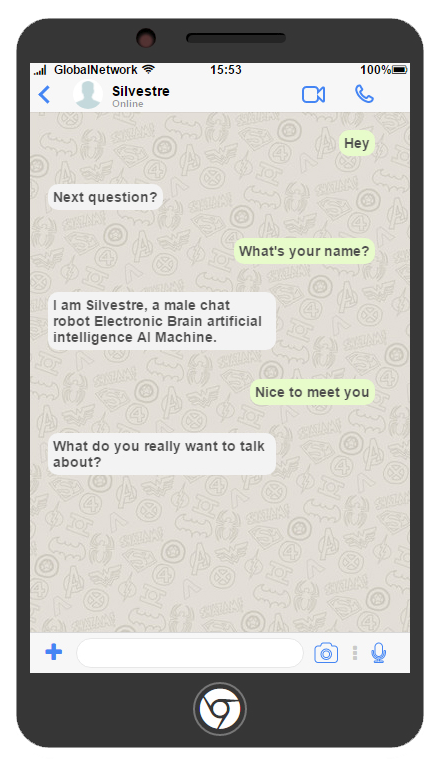 GlobalNetwork 15:53 100%
Silvestre
Online
Hey
Next question?
What's your name?
I am Silvestre, a male chat
robot Electronic Brain artificial
intelligence AI Machine.
Nice to meet you
What do you really want to talk
about?